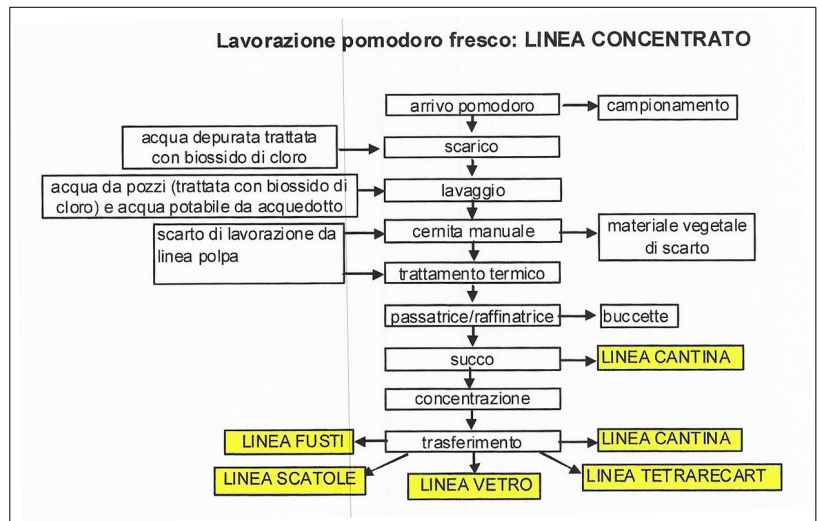 Lavorazione pomodoro fresco: LINEA CONCENTRATO
arrivo pomodoro
campionamento
acqua depurata trattata
con biossido di cloro
scarico
acqua da pozzi (trattata con biossido di
cloro) e acqua potabile da acquedotto
lavaggio
scarto di lavorazione da
linea polpa
cernita manuale
materiale vegetale
di scarto
trattamento termico
passatrice/raffinatrice
buccette
succo
LINEA CANTINA
concentrazione
LINEA FUSTI
trasferimento
LINEA CANTINA
LINEA SCATOLE
LINEA VETRO
LINEA TETRARECART